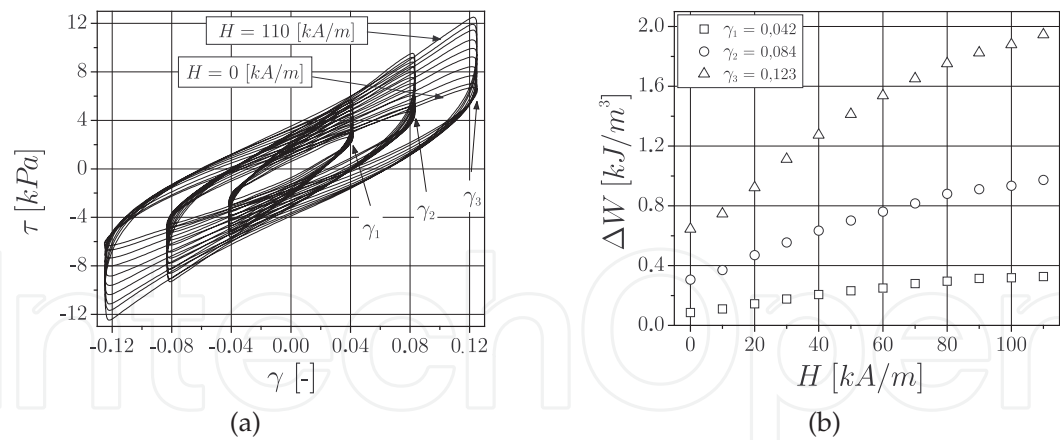 12
8
4
0
-4
-8
-12
τ [kPa]
H = 110 [kA/m]
H = 0 [kA/m]
γ₁
γ₂
γ₃
-0.12
-0.08
-0.04
0.00
0.04
0.08
0.12
γ [-]
(a)
2.0
1.6
1.2
0.8
0.4
0.0
ΔW [kJ/m³]
γ₁ = 0,042
γ₂ = 0,084
γ₃ = 0,123
0
20
40
60
80
100
H [kA/m]
(b)
intechOpen